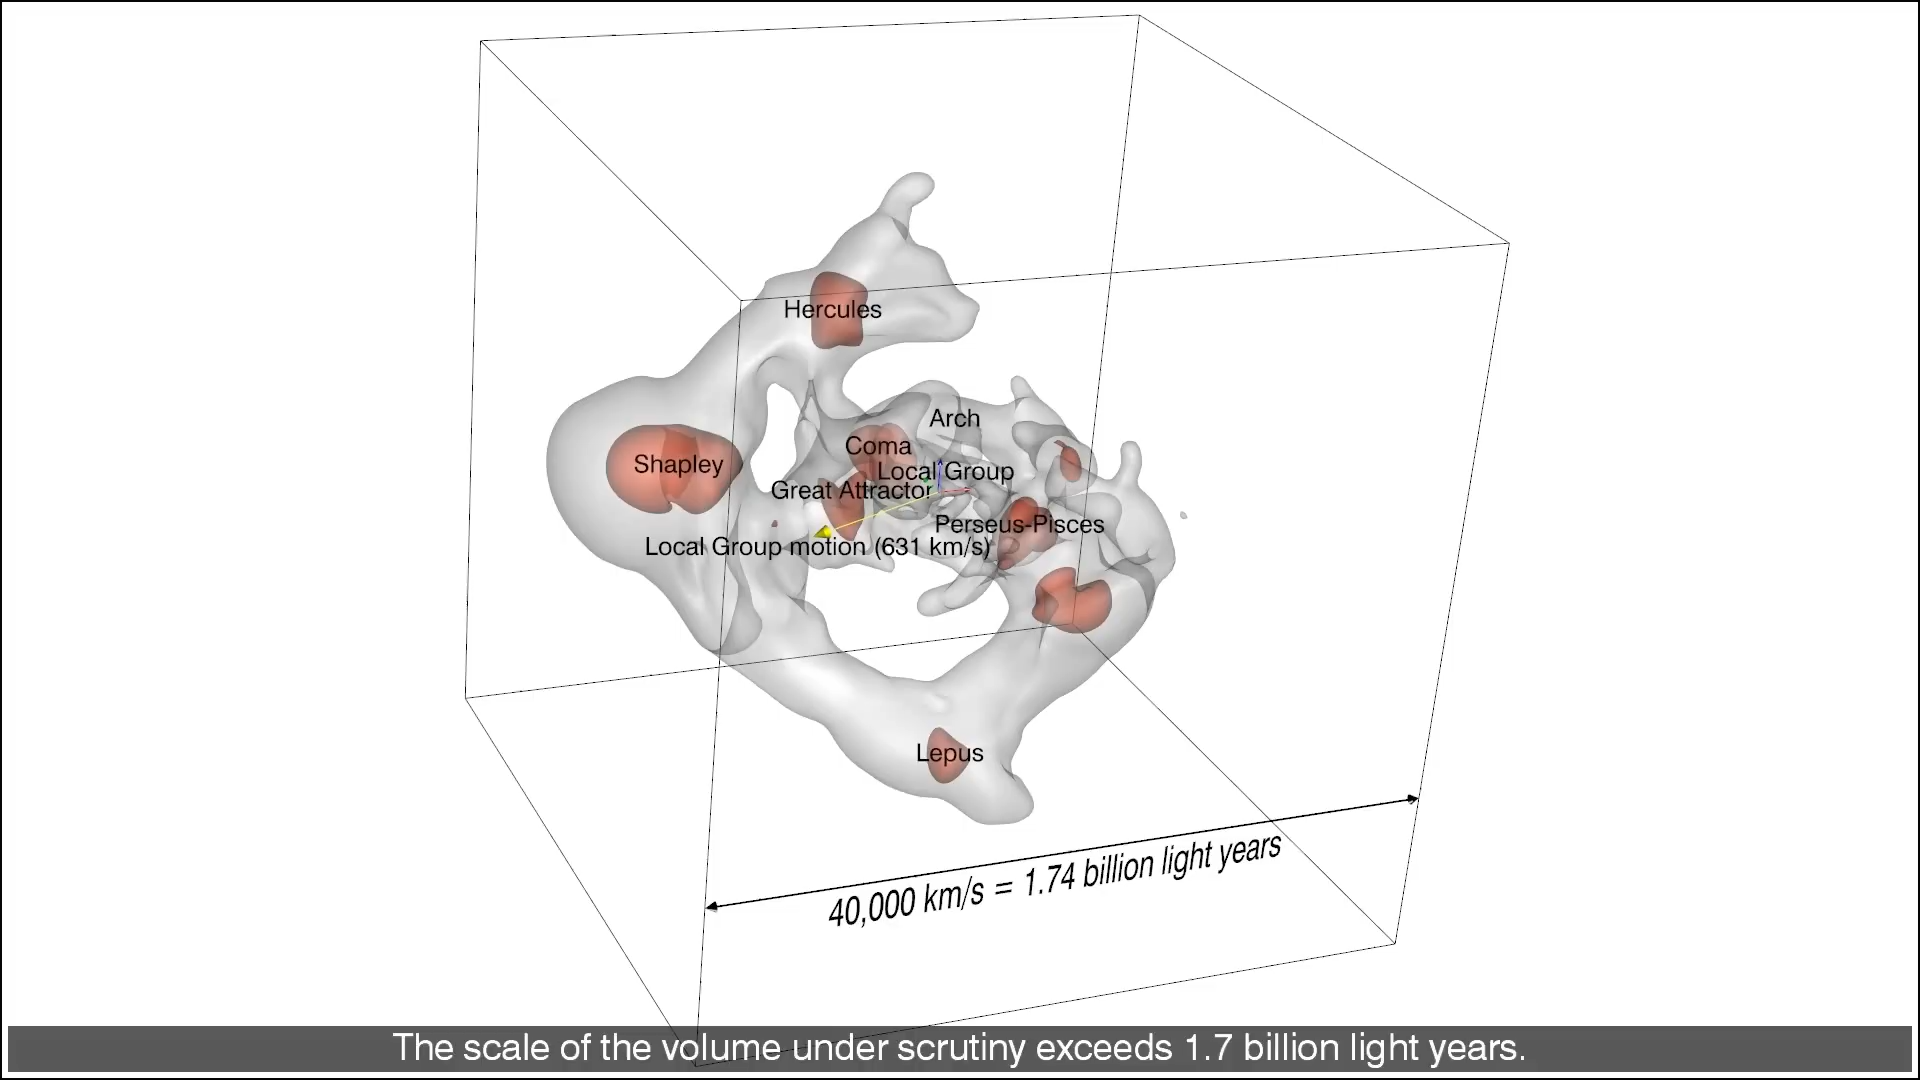 Hercules
Arch
Coma
Shapley
Local Group
Great Attractor
Perseus-Pisces
Local Group motion (631 km/s)
Lepus
40,000 km/s = 1.74 billion light years
The scale of the volume under scrutiny exceeds 1.7 billion light years.